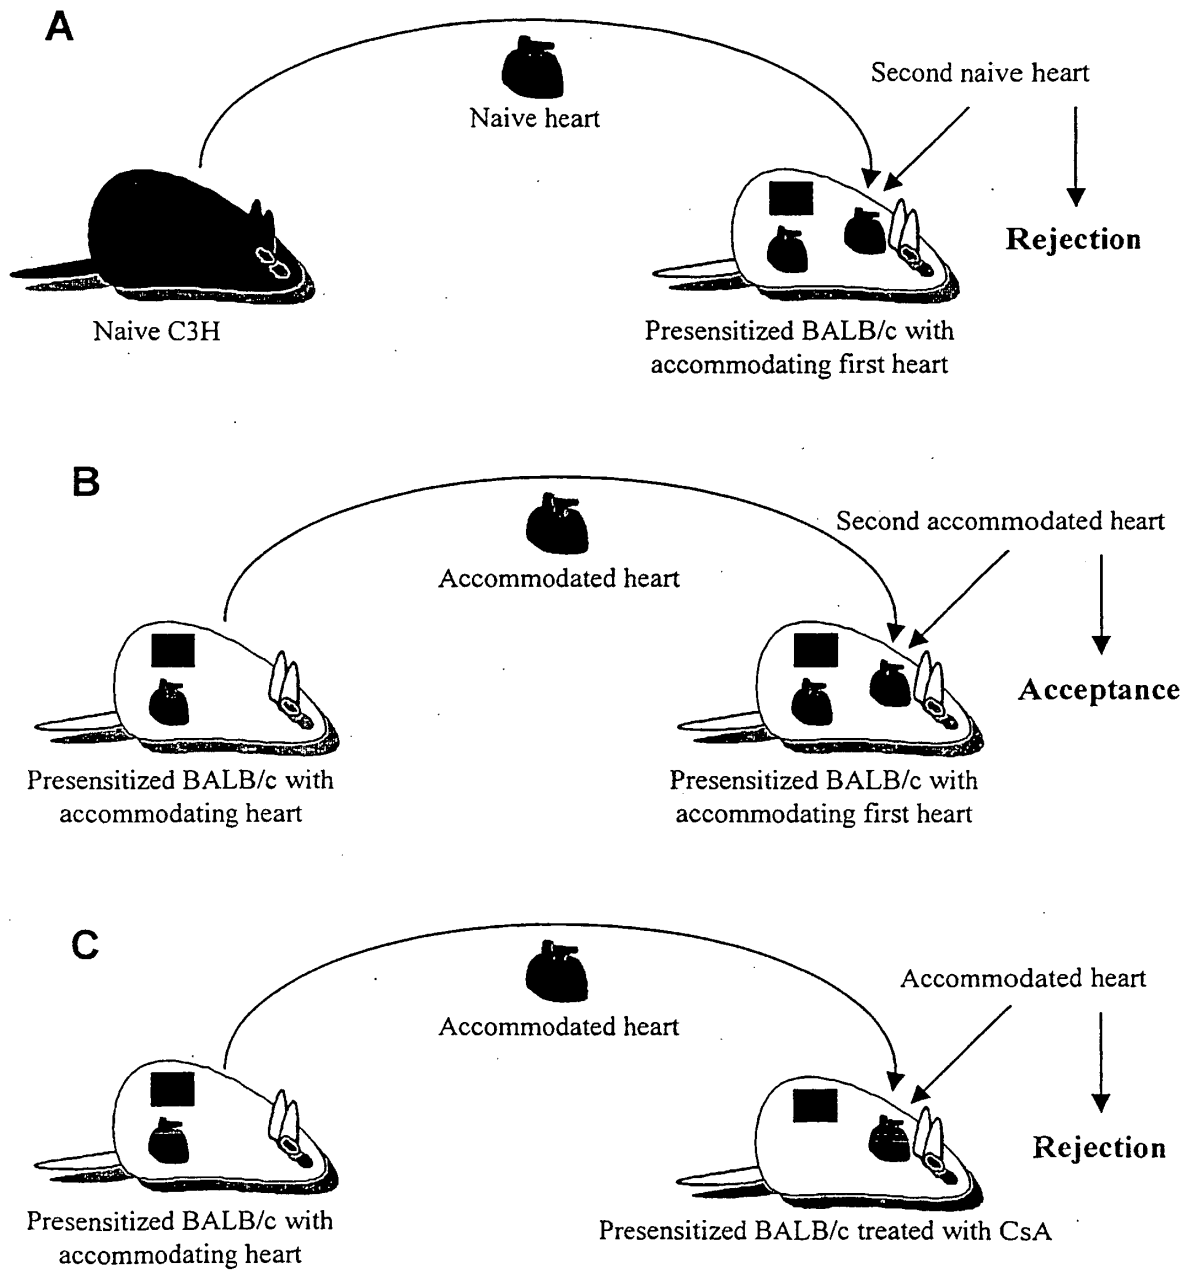 A
Naive heart
Second naive heart
Rejection
Naive C3H
Presensitized BALB/c with
accommodating first heart
B
Second accommodated heart
Accommodated heart
Acceptance
Presensitized BALB/c with
accommodating heart
Presensitized BALB/c with
accommodating first heart
C
Accommodated heart
Accommodated heart
Rejection
Presensitized BALB/c with
accommodating heart
Presensitized BALB/c treated with CsA